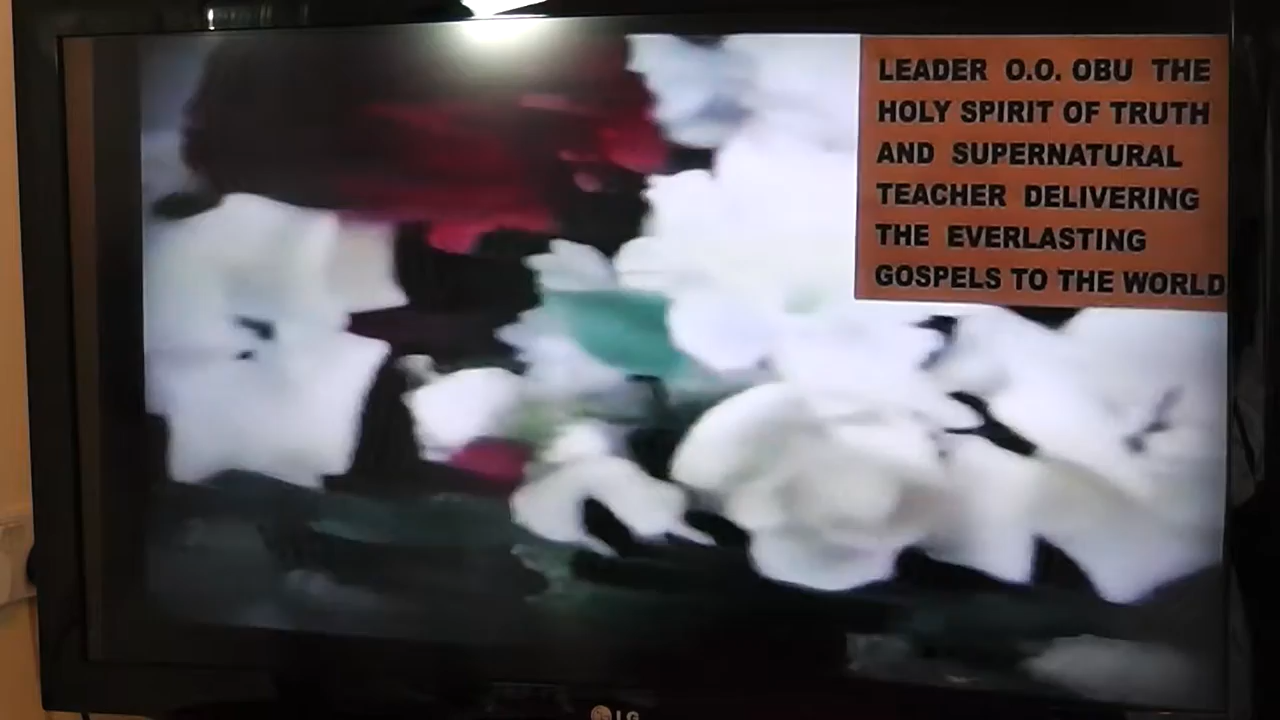 LEADER O.O. OBU THE
HOLY SPIRIT OF TRUTH
AND SUPERNATURAL
TEACHER DELIVERING
THE EVERLASTING
GOSPELS TO THE WORLD
LG